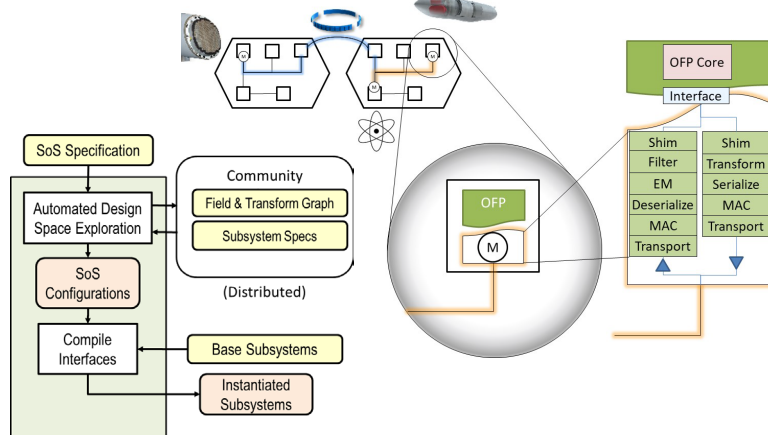 M
M
M
SoS Specification
Automated Design
Space Exploration
SoS
Configurations
Compile
Interfaces
Community
Field & Transform Graph
Subsystem Specs
(Distributed)
Base Subsystems
Instantiated
Subsystems
OFP
M
OFP Core
Interface
Shim
Filter
EM
Deserialize
MAC
Transport
Shim
Transform
Serialize
MAC
Transport